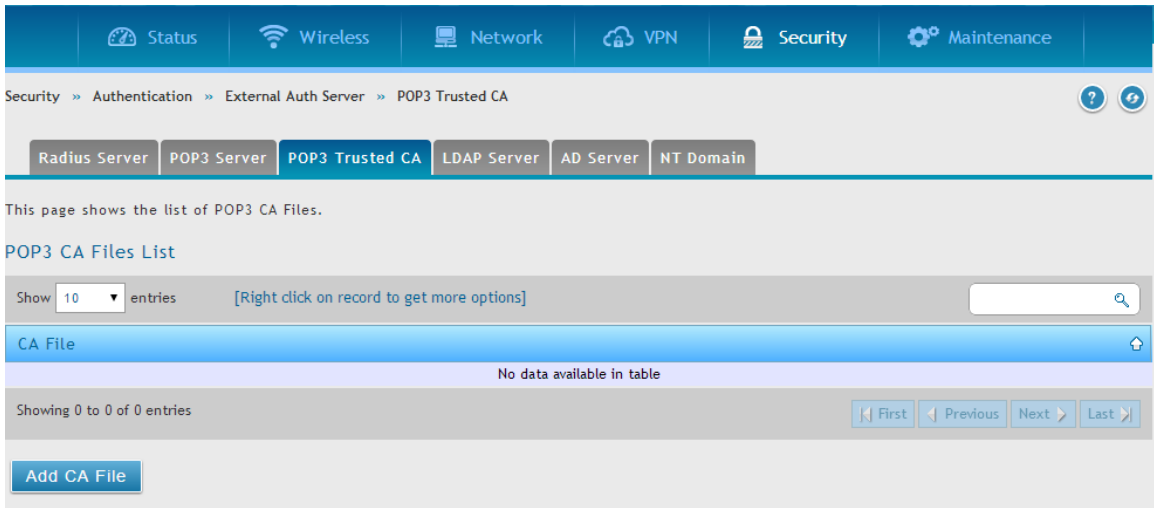 Status Wireless Network VPN Security Maintenance
Security » Authentication » External Auth Server » POP3 Trusted CA
Radius Server POP3 Server POP3 Trusted CA LDAP Server AD Server NT Domain
This page shows the list of POP3 CA Files.
POP3 CA Files List
Show 10 entries [Right click on record to get more options]
CA File
No data available in table
Showing 0 to 0 of 0 entries First Previous Next Last
Add CA File